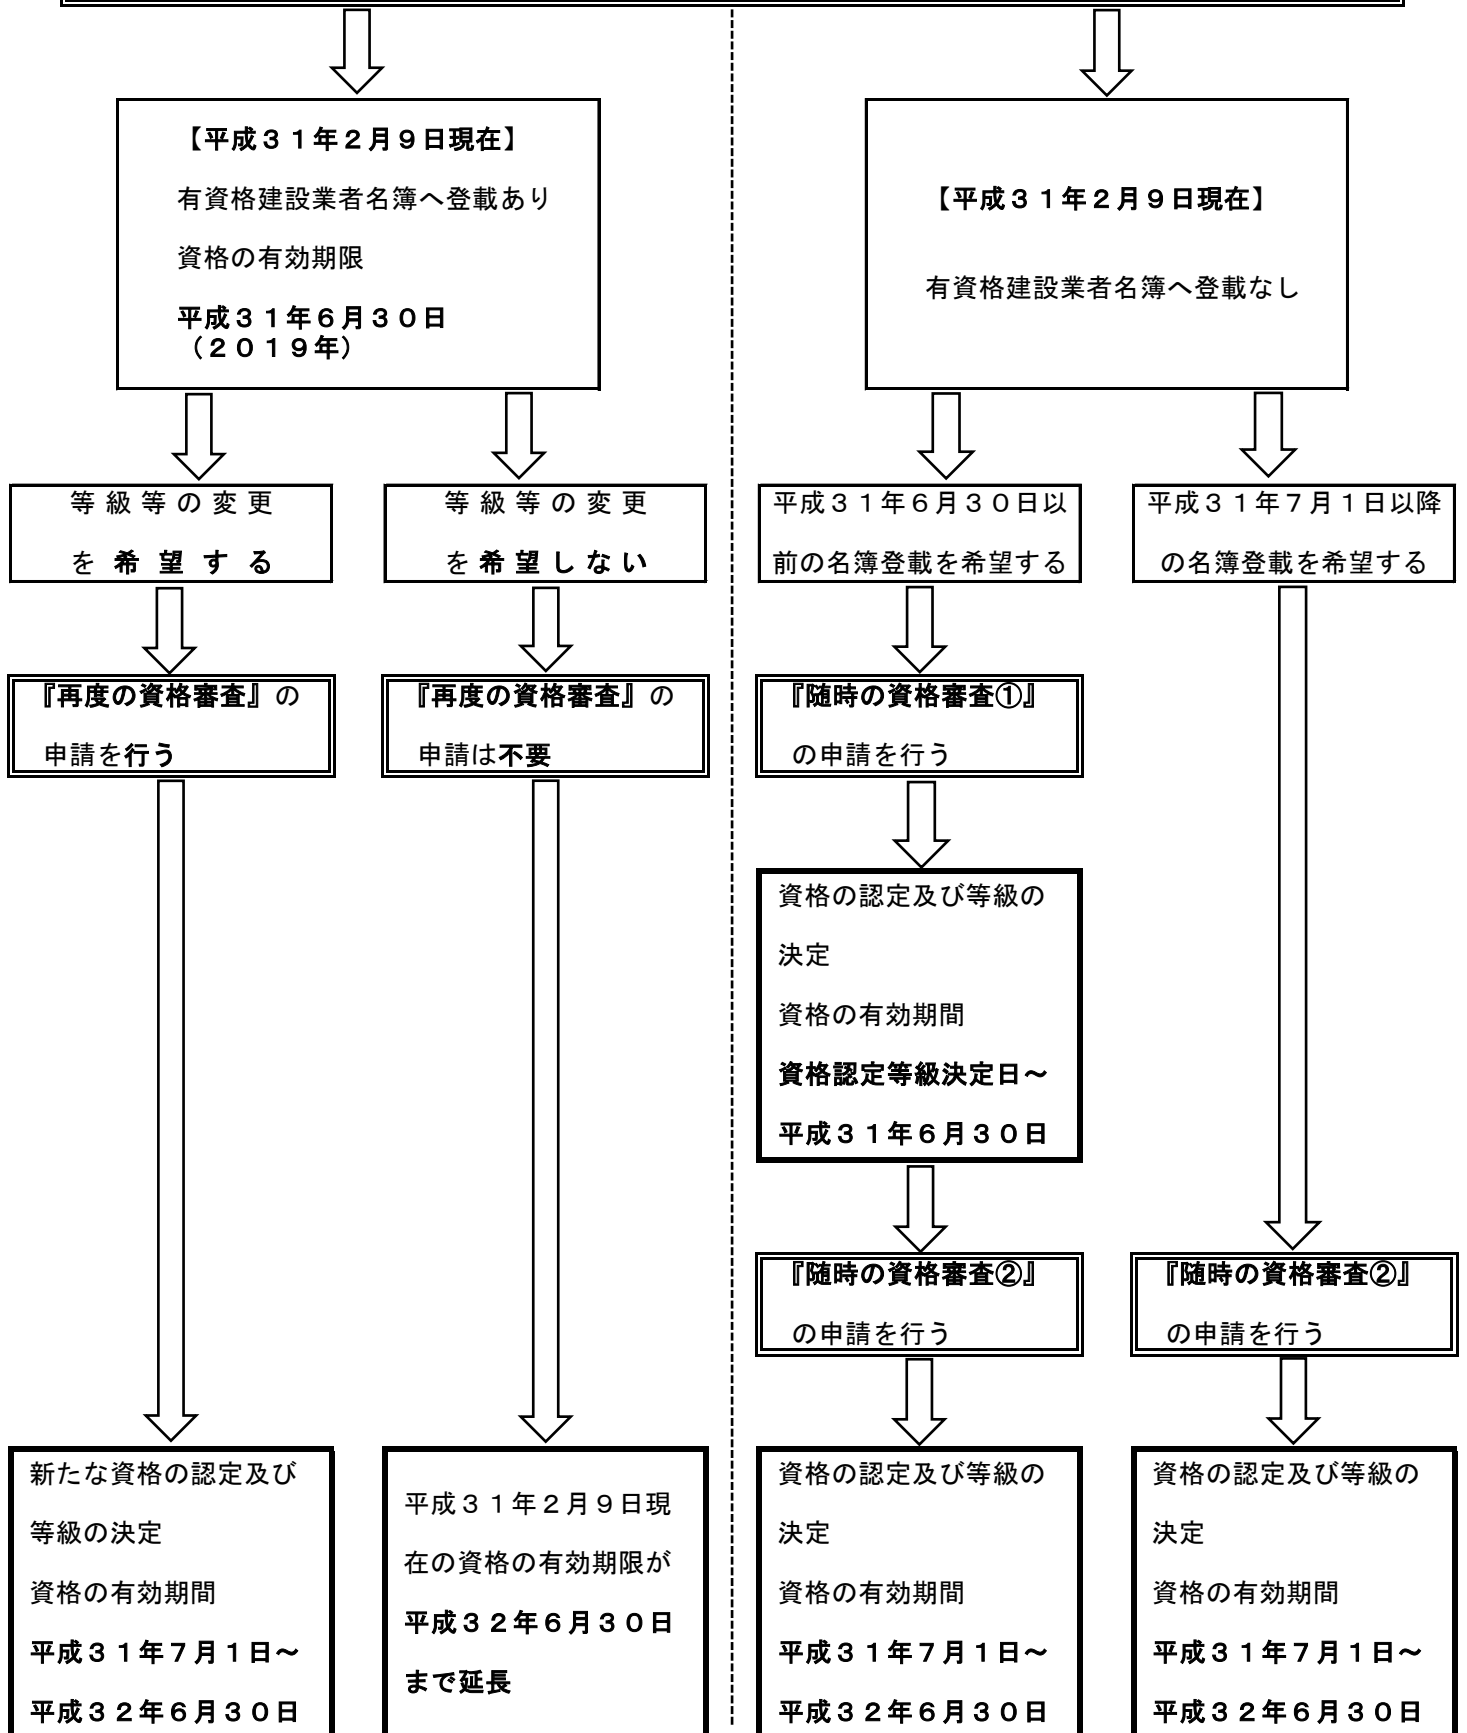 【平成３１年２月９日現在】
有資格建設業者名簿へ登載あり
資格の有効期限
平成３１年６月３０日
（２０１９年）
【平成３１年２月９日現在】
有資格建設業者名簿へ登載なし
等級等の変更
を希望する
等級等の変更
を希望しない
平成３１年６月３０日以
前の名簿登載を希望する
平成３１年７月１日以降
の名簿登載を希望する
『再度の資格審査』の
申請を行う
『再度の資格審査』の
申請は不要
『随時の資格審査①』
の申請を行う
資格の認定及び等級の
決定
資格の有効期間
資格認定等級決定日～
平成３１年６月３０日
『随時の資格審査②』
の申請を行う
『随時の資格審査②』
の申請を行う
新たな資格の認定及び
等級の決定
資格の有効期間
平成３１年７月１日～
平成３２年６月３０日
平成３１年２月９日現
在の資格の有効期限が
平成３２年６月３０日
まで延長
資格の認定及び等級の
決定
資格の有効期間
平成３１年７月１日～
平成３２年６月３０日
資格の認定及び等級の
決定
資格の有効期間
平成３１年７月１日～
平成３２年６月３０日